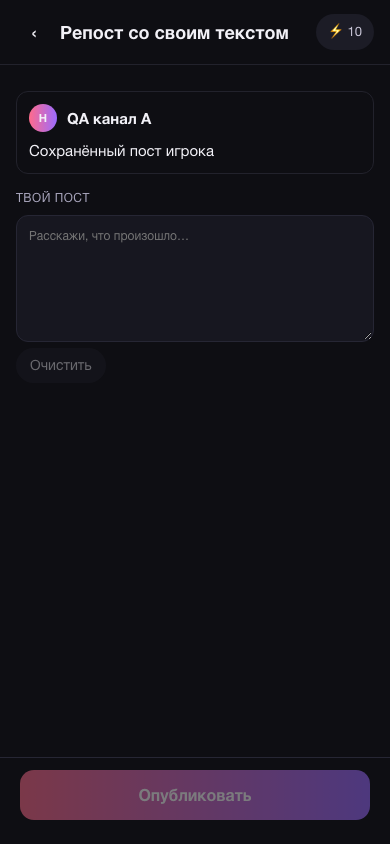 ‹ Репост со своим текстом ⚡ 10
Н QA канал А
Сохранённый пост игрока
ТВОЙ ПОСТ
Расскажи, что произошло…
Очистить
Опубликовать